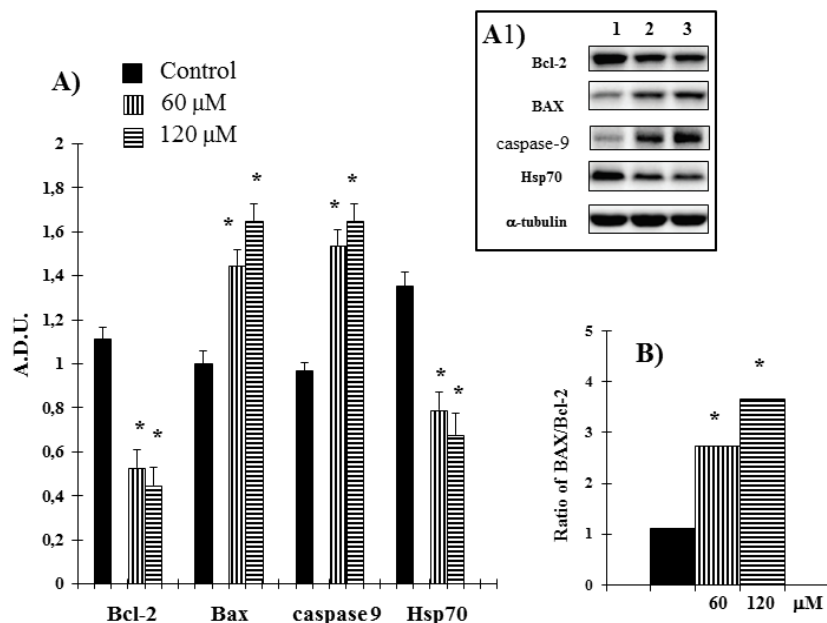 A)
Control
60 μM
120 μM
A.D.U.
2
1,8
1,6
1,4
1,2
1
0,8
0,6
0,4
0,2
0
* * * * * * * *
Bcl-2 Bax caspase 9 Hsp70
A1) 1 2 3
Bcl-2
BAX
caspase-9
Hsp70
α-tubulin
B)
Ratio of BAX/Bcl-2
5
4
3
2
1
0
* *
60 120 μM